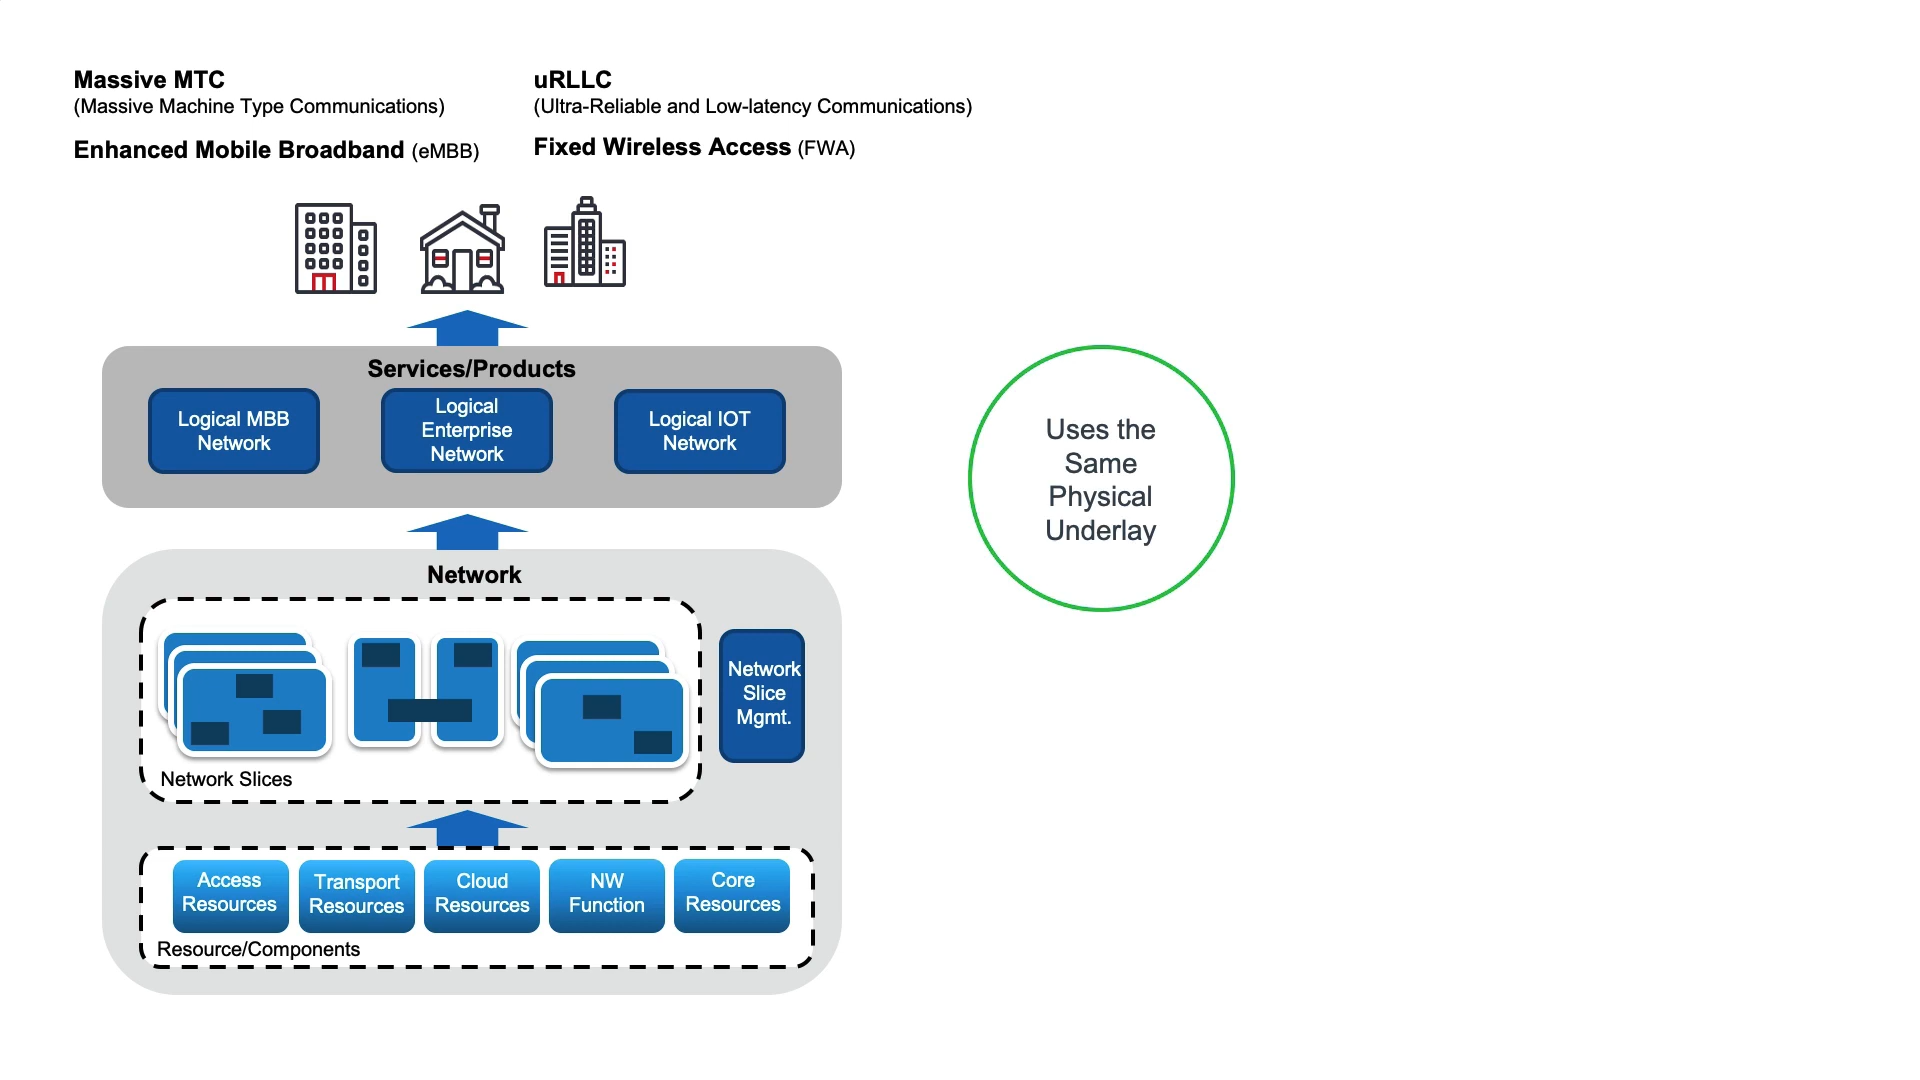 Massive MTC
(Massive Machine Type Communications)
Enhanced Mobile Broadband (eMBB)
uRLLC
(Ultra-Reliable and Low-latency Communications)
Fixed Wireless Access (FWA)
Services/Products
Logical MBB
Network
Logical
Enterprise
Network
Logical IOT
Network
Uses the
Same
Physical
Underlay
Network
Network Slices
Network
Slice
Mgmt.
Access
Resources
Transport
Resources
Cloud
Resources
NW
Function
Core
Resources
Resource/Components